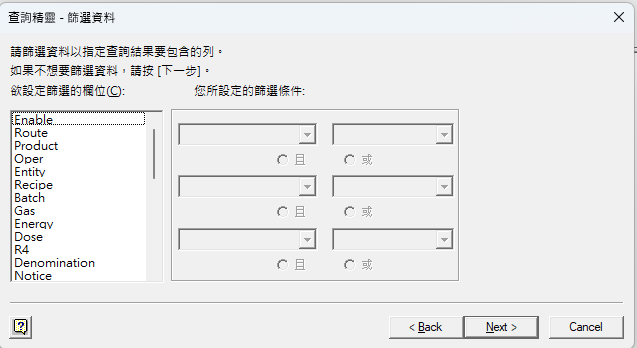 查詢精靈 - 篩選資料
請篩選資料以指定查詢結果要包含的列。
如果不想要篩選資料，請按 [下一步]。
欲設定篩選的欄位(C):
您所設定的篩選條件:
Enable
Route
Product
Oper
Entity
Recipe
Batch
Gas
Energy
Dose
R4
Denomination
Notice
且 或
且 或
且 或
?
< Back
Next >
Cancel